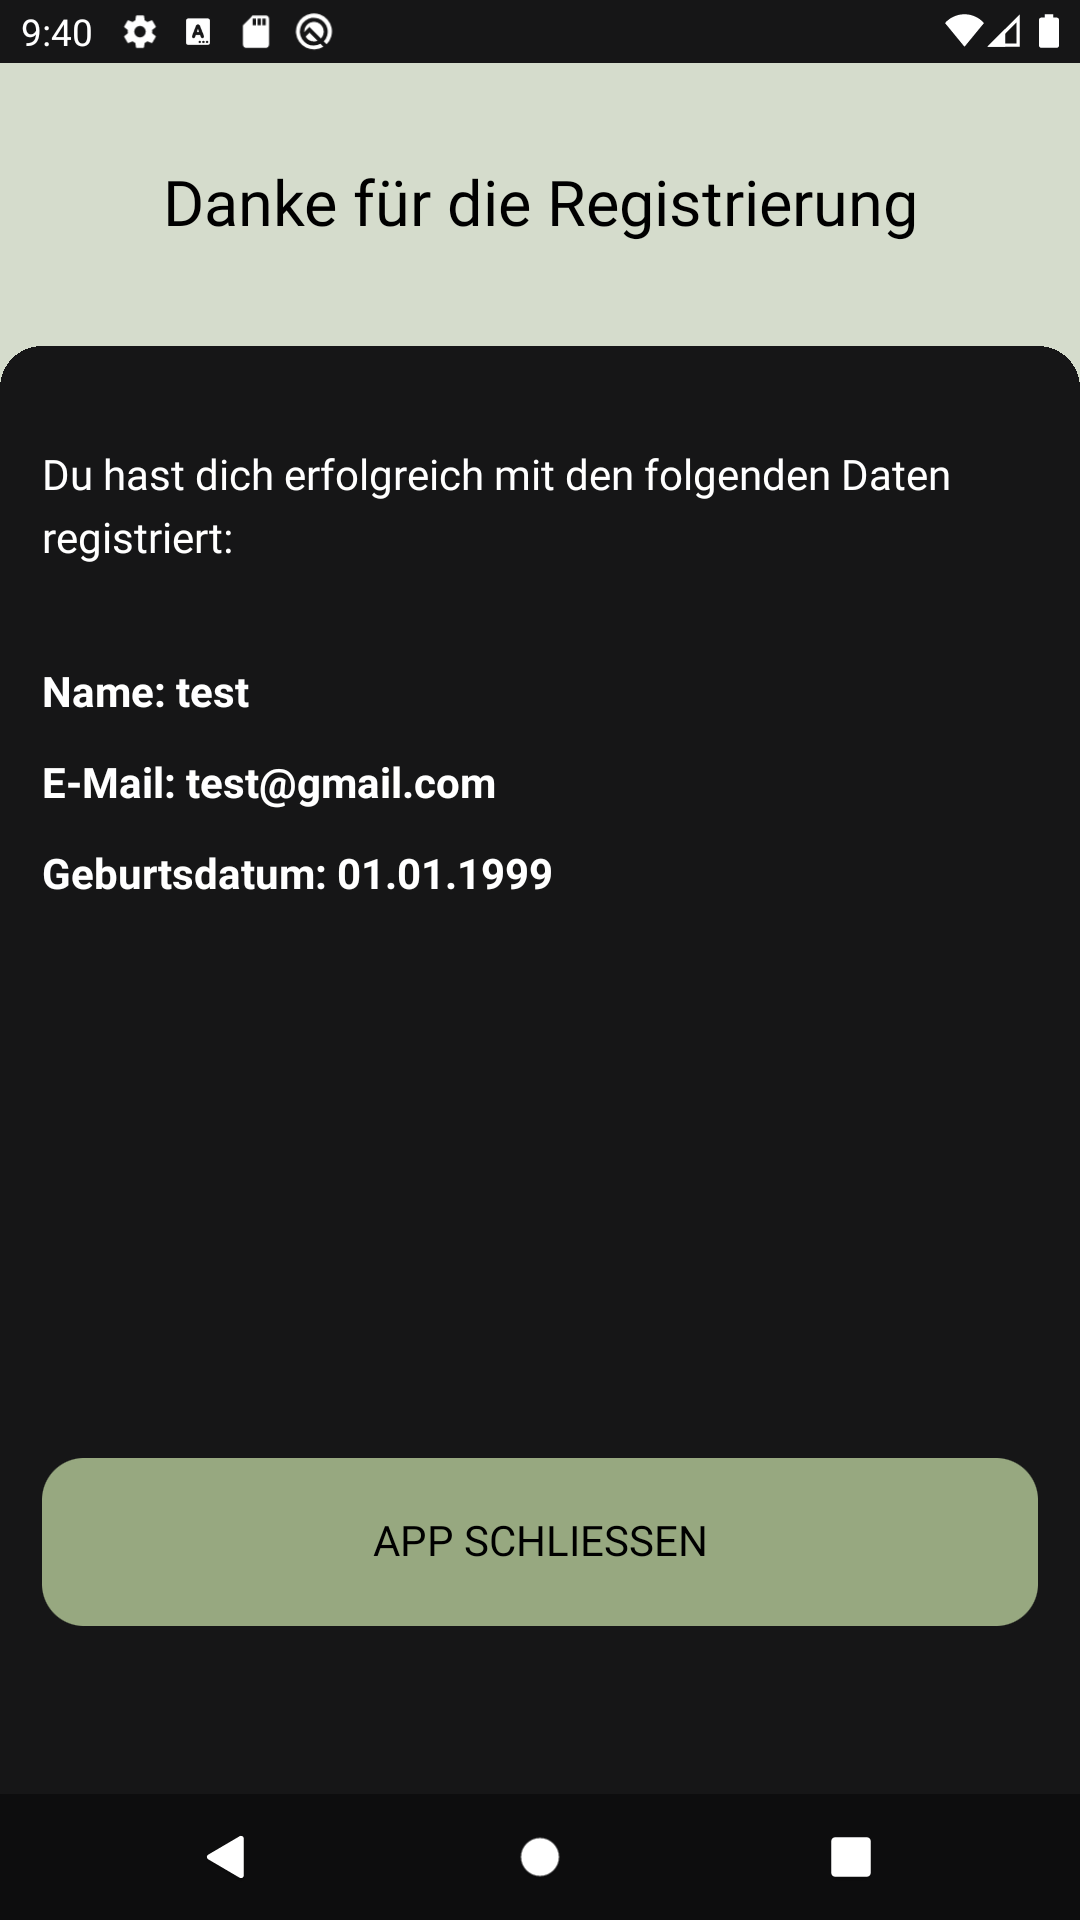 9:40
Danke für die Registrierung
Du hast dich erfolgreich mit den folgenden Daten
registriert:
Name: test
E-Mail: test@gmail.com
Geburtsdatum: 01.01.1999
APP SCHLIESSEN